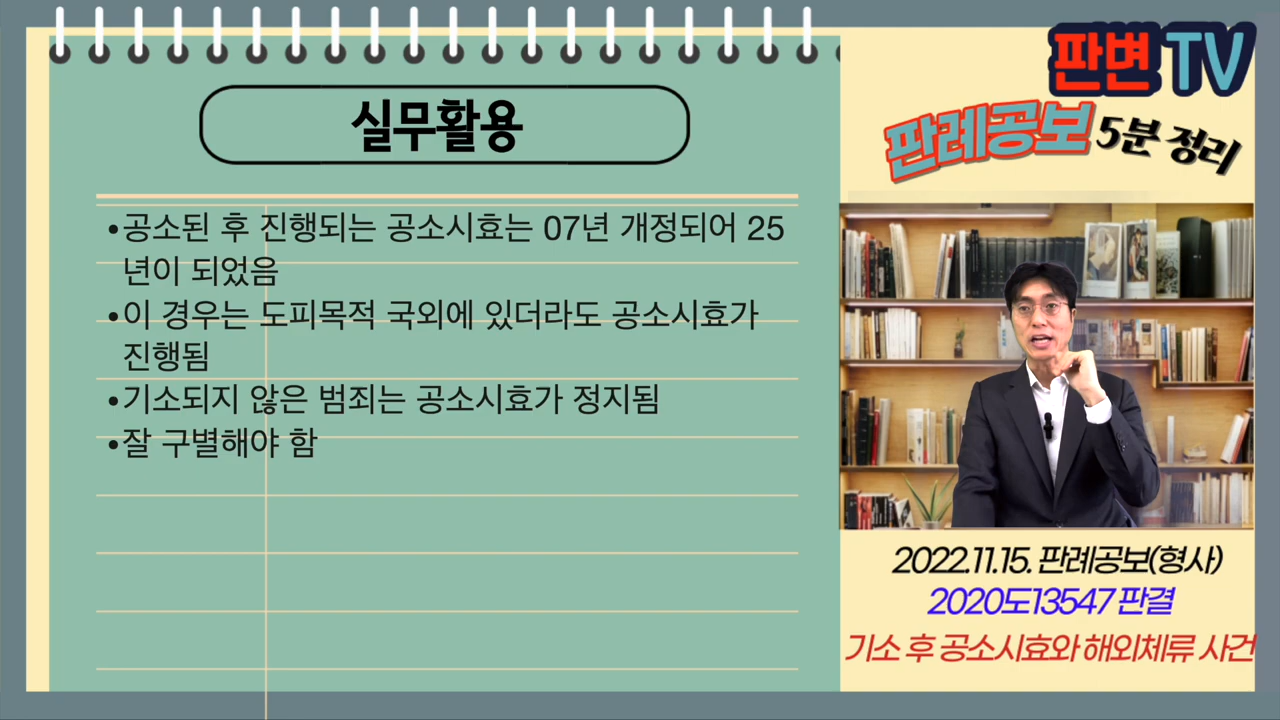 실무활용
•공소된 후 진행되는 공소시효는 07년 개정되어 25
년이 되었음
•이 경우는 도피목적 국외에 있더라도 공소시효가
진행됨
•기소되지 않은 범죄는 공소시효가 정지됨
•잘 구별해야 함
판변 TV
판례공보 5분 정리
2022.11.15. 판례공보(형사)
2020도13547 판결
기소 후 공소시효와 해외체류 사건